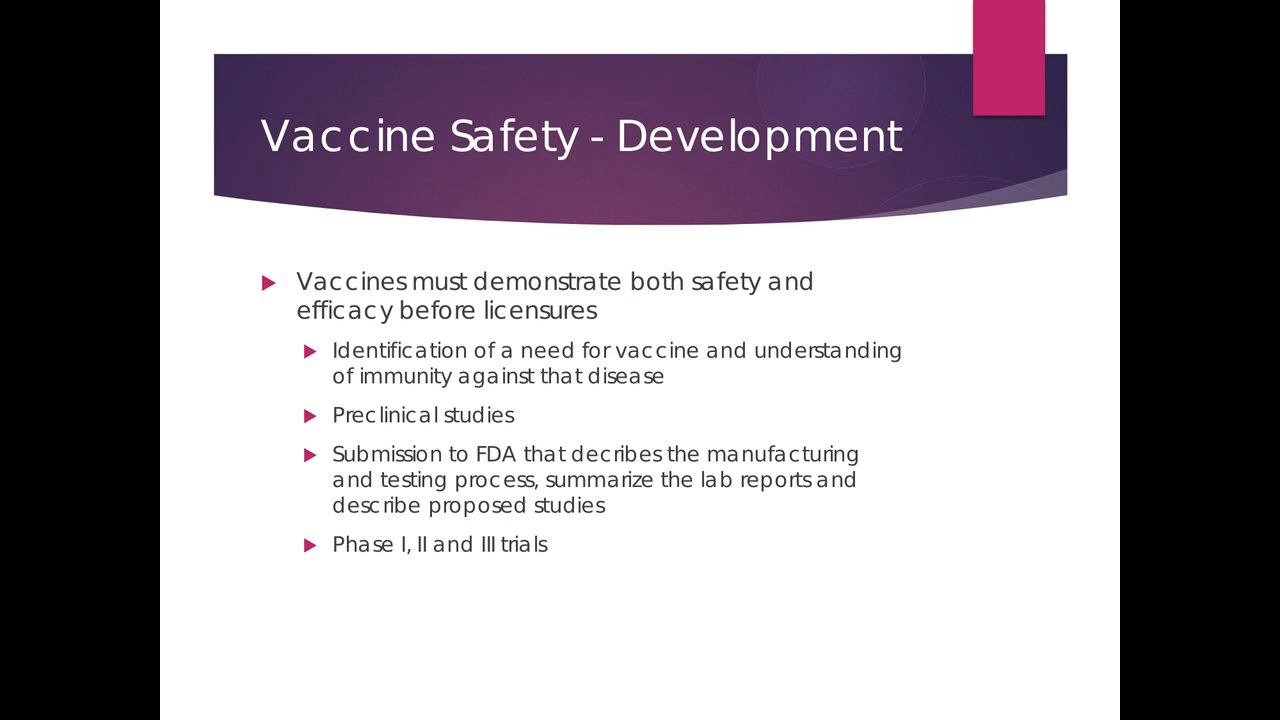 Vaccine Safety - Development
Vaccines must demonstrate both safety and
efficacy before licensures
Identification of a need for vaccine and understanding
of immunity against that disease
Preclinical studies
Submission to FDA that decribes the manufacturing
and testing process, summarize the lab reports and
describe proposed studies
Phase I, II and III trials